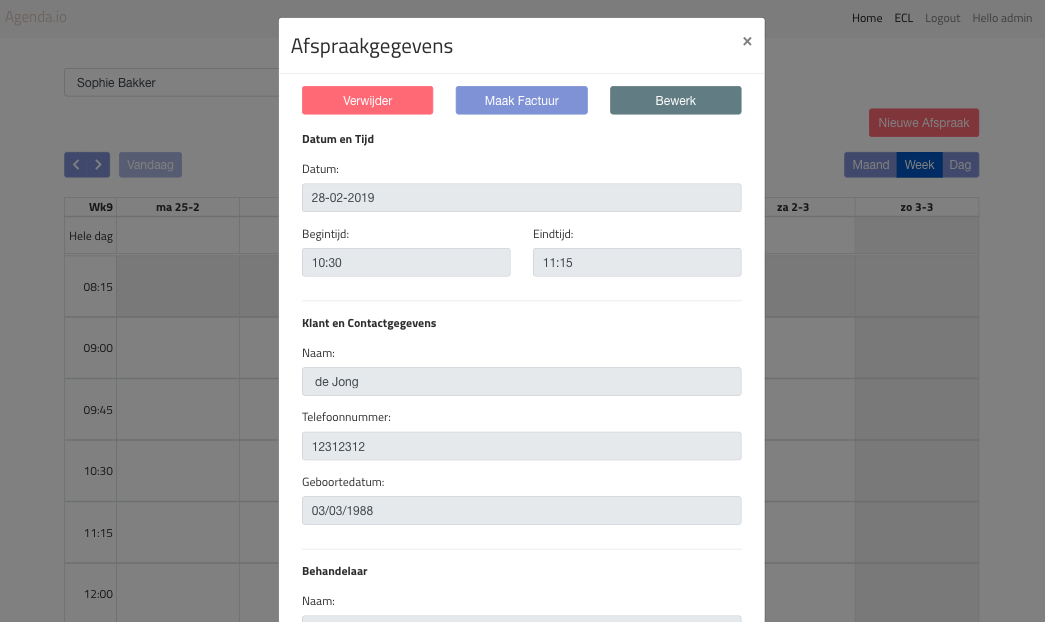 Agenda.io
Home ECL Logout Hello admin
Afspraakgegevens ×
Sophie Bakker
Verwijder Maak Factuur Bewerk
Nieuwe Afspraak
Datum en Tijd
Vandaag
Maand Week Dag
Datum:
28-02-2019
Wk9 ma 25-2 za 2-3 zo 3-3
Hele dag
Begintijd: Eindtijd:
10:30 11:15
08:15
Klant en Contactgegevens
09:00
Naam:
de Jong
09:45
Telefoonnummer:
12312312
10:30
Geboortedatum:
03/03/1988
11:15
Behandelaar
12:00
Naam: